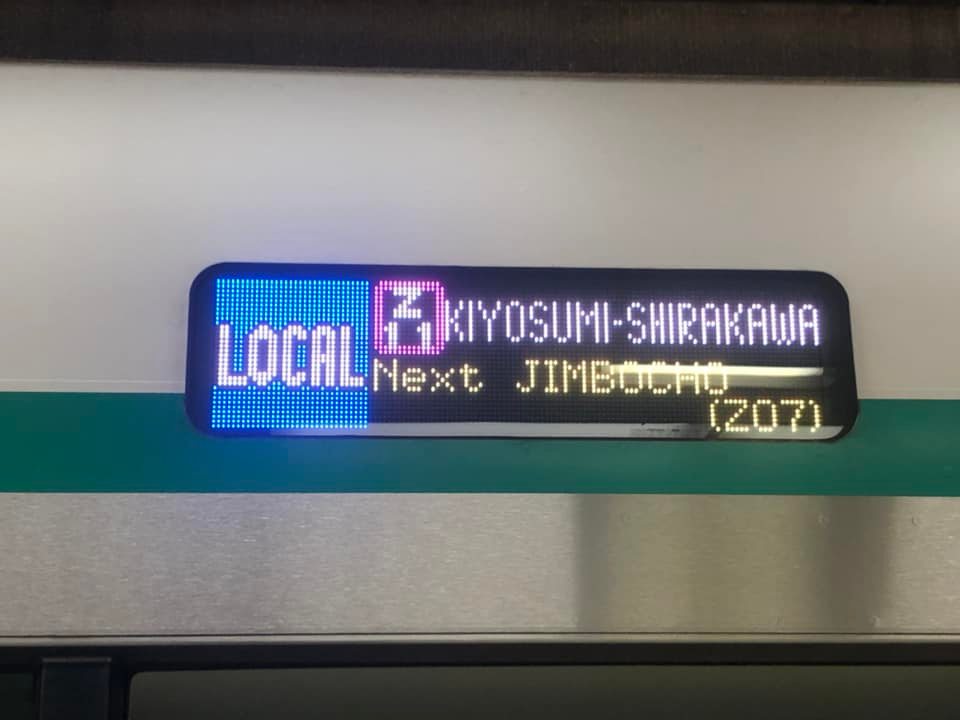 LOCAL
Z
11
KIYOSUMI-SHIRAKAWA
Next JIMBOCHO
(Z07)